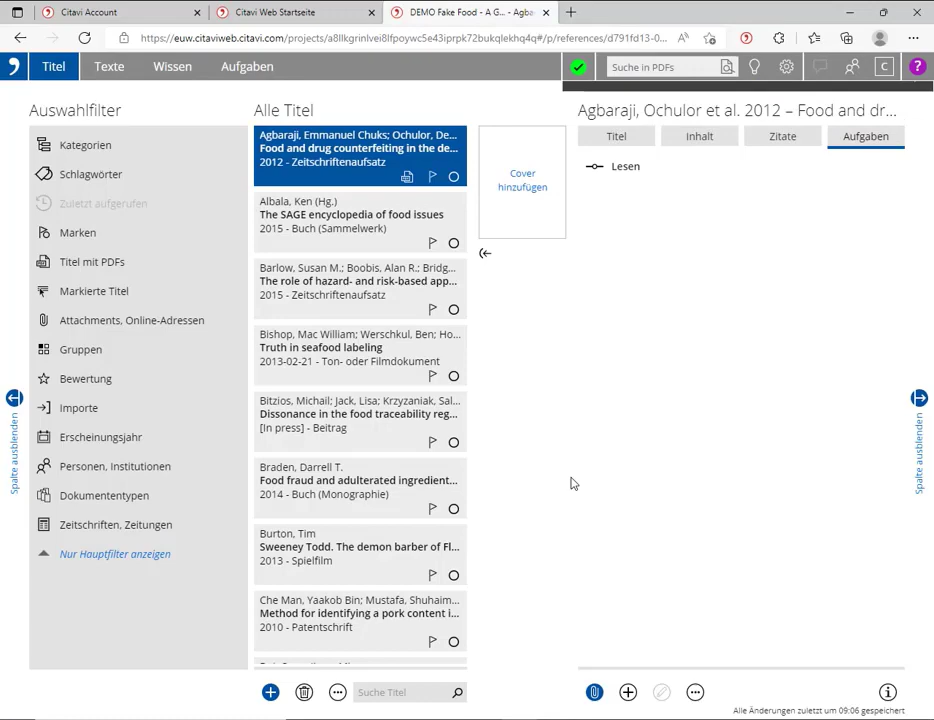 Citavi Account
Citavi Web Startseite
DEMO Fake Food - A G... - Agba
https://euw.citaviweb.citavi.com/projects/a8llkgrinlvei8lfpoywc5e43iprpk72bukqlekhq4q#/p/references/d791fd13-0...
Titel
Texte
Wissen
Aufgaben
Suche in PDFs
C
?
Auswahlfilter
Kategorien
Schlagwörter
Zuletzt aufgerufen
Marken
Titel mit PDFs
Markierte Titel
Attachments, Online-Adressen
Gruppen
Bewertung
Importe
Erscheinungsjahr
Personen, Institutionen
Dokumententypen
Zeitschriften, Zeitungen
Nur Hauptfilter anzeigen
Spalte ausblenden
Alle Titel
Agbaraji, Emmanuel Chuks; Ochulor, De...
Food and drug counterfeiting in the de...
2012 - Zeitschriftenaufsatz
Albala, Ken (Hg.)
The SAGE encyclopedia of food issues
2015 - Buch (Sammelwerk)
Barlow, Susan M.; Boobis, Alan R.; Bridg...
The role of hazard- and risk-based app...
2015 - Zeitschriftenaufsatz
Bishop, Mac William; Werschkul, Ben; Ho...
Truth in seafood labeling
2013-02-21 - Ton- oder Filmdokument
Bitzios, Michail; Jack, Lisa; Krzyzaniak, Sal...
Dissonance in the food traceability reg...
[In press] - Beitrag
Braden, Darrell T.
Food fraud and adulterated ingredient...
2014 - Buch (Monographie)
Burton, Tim
Sweeney Todd. The demon barber of Fl...
2013 - Spielfilm
Che Man, Yaakob Bin; Mustafa, Shuhaim...
Method for identifying a pork content i...
2010 - Patentschrift
Suche Titel
Cover
hinzufügen
Agbaraji, Ochulor et al. 2012 – Food and dr...
Titel
Inhalt
Zitate
Aufgaben
Lesen
Spalte ausblenden
Alle Änderungen zuletzt um 09:06 gespeichert